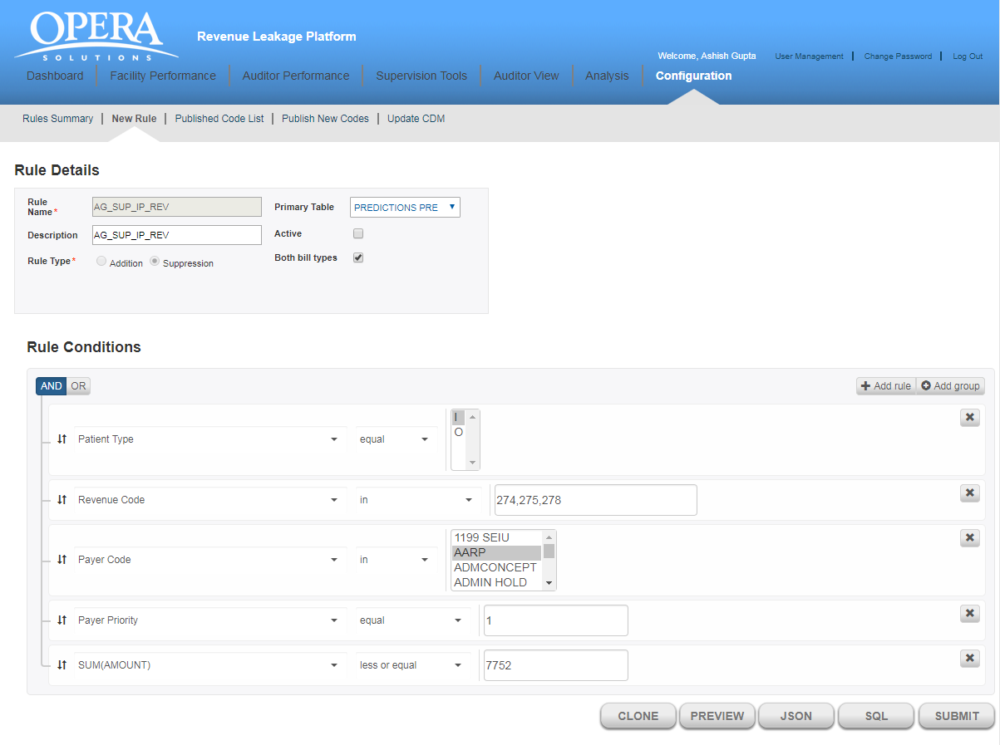 OPERA
SOLUTIONS
Revenue Leakage Platform
Welcome, Ashish Gupta User Management | Change Password | Log Out
Dashboard Facility Performance Auditor Performance Supervision Tools Auditor View Analysis Configuration
Rules Summary | New Rule | Published Code List | Publish New Codes | Update CDM
Rule Details
Rule Name* AG_SUP_IP_REV Primary Table PREDICTIONS PRE
Description AG_SUP_IP_REV Active
Rule Type* Addition Suppression Both bill types
Rule Conditions
AND OR Add rule Add group
Patient Type equal I
O
Revenue Code in 274,275,278
Payer Code in 1199 SEIU
AARP
ADMCONCEPT
ADMIN HOLD
Payer Priority equal 1
SUM(AMOUNT) less or equal 7752
CLONE PREVIEW JSON SQL SUBMIT